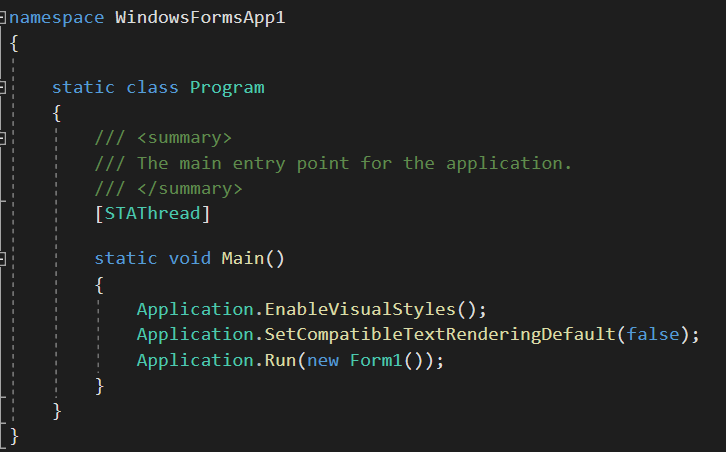 namespace WindowsFormsApp1
{
static class Program
{
/// <summary>
/// The main entry point for the application.
/// </summary>
[STAThread]
static void Main()
{
Application.EnableVisualStyles();
Application.SetCompatibleTextRenderingDefault(false);
Application.Run(new Form1());
}
}
}